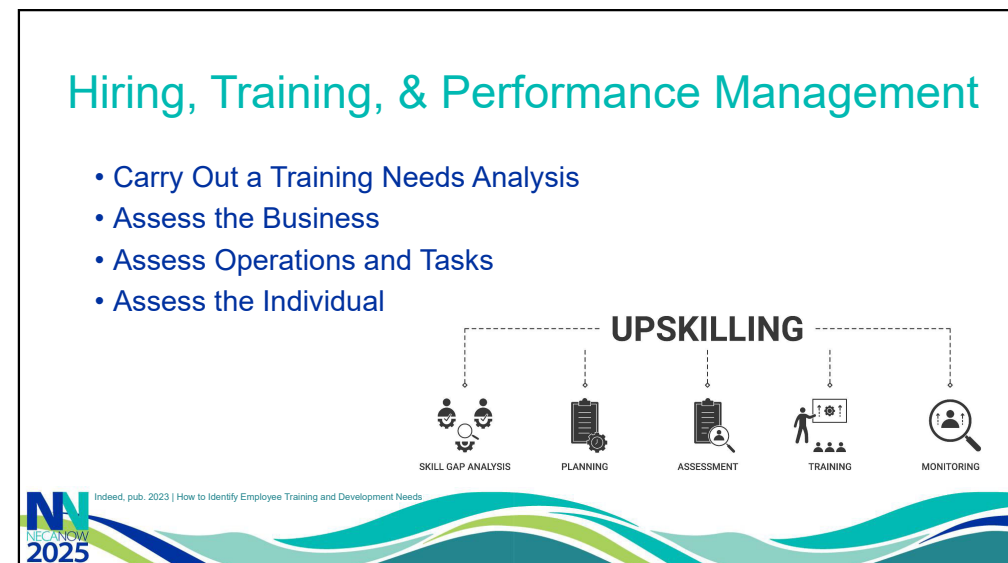 Hiring, Training, & Performance Management
• Carry Out a Training Needs Analysis
• Assess the Business
• Assess Operations and Tasks
• Assess the Individual
UPSKILLING
SKILL GAP ANALYSIS
PLANNING
ASSESSMENT
TRAINING
MONITORING
Indeed, pub. 2023 | How to Identify Employee Training and Development Needs
NN
NECANOW
2025